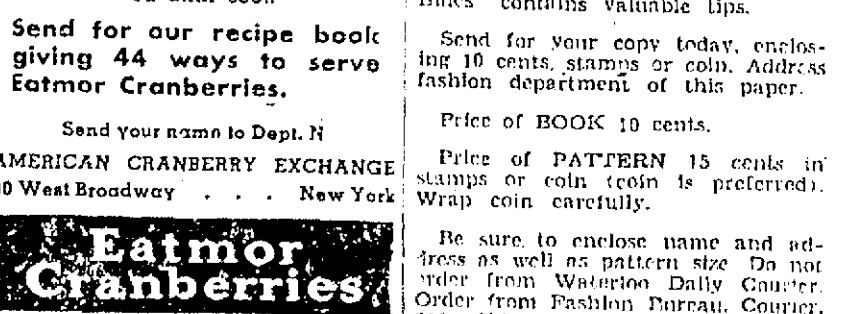 Send for our recipe book
giving 44 ways to serve
Eatmor Cranberries.
Send your name to Dept. N
AMERICAN CRANBERRY EXCHANGE
0 West Broadway . . . New York
Eatmor
Cranberries
contains valuable tips.
Send for your copy today, enclos-
ing 10 cents, stamps or coin. Address
fashion department of this paper.
Price of BOOK 10 cents.
Price of PATTERN 15 cents in
stamps or coin (coin is preferred).
Wrap coin carefully.
Be sure to enclose name and ad-
dress as well as pattern size Do not
order from Waterloo Daily Courier.
Order from Fashion Bureau, Courier,